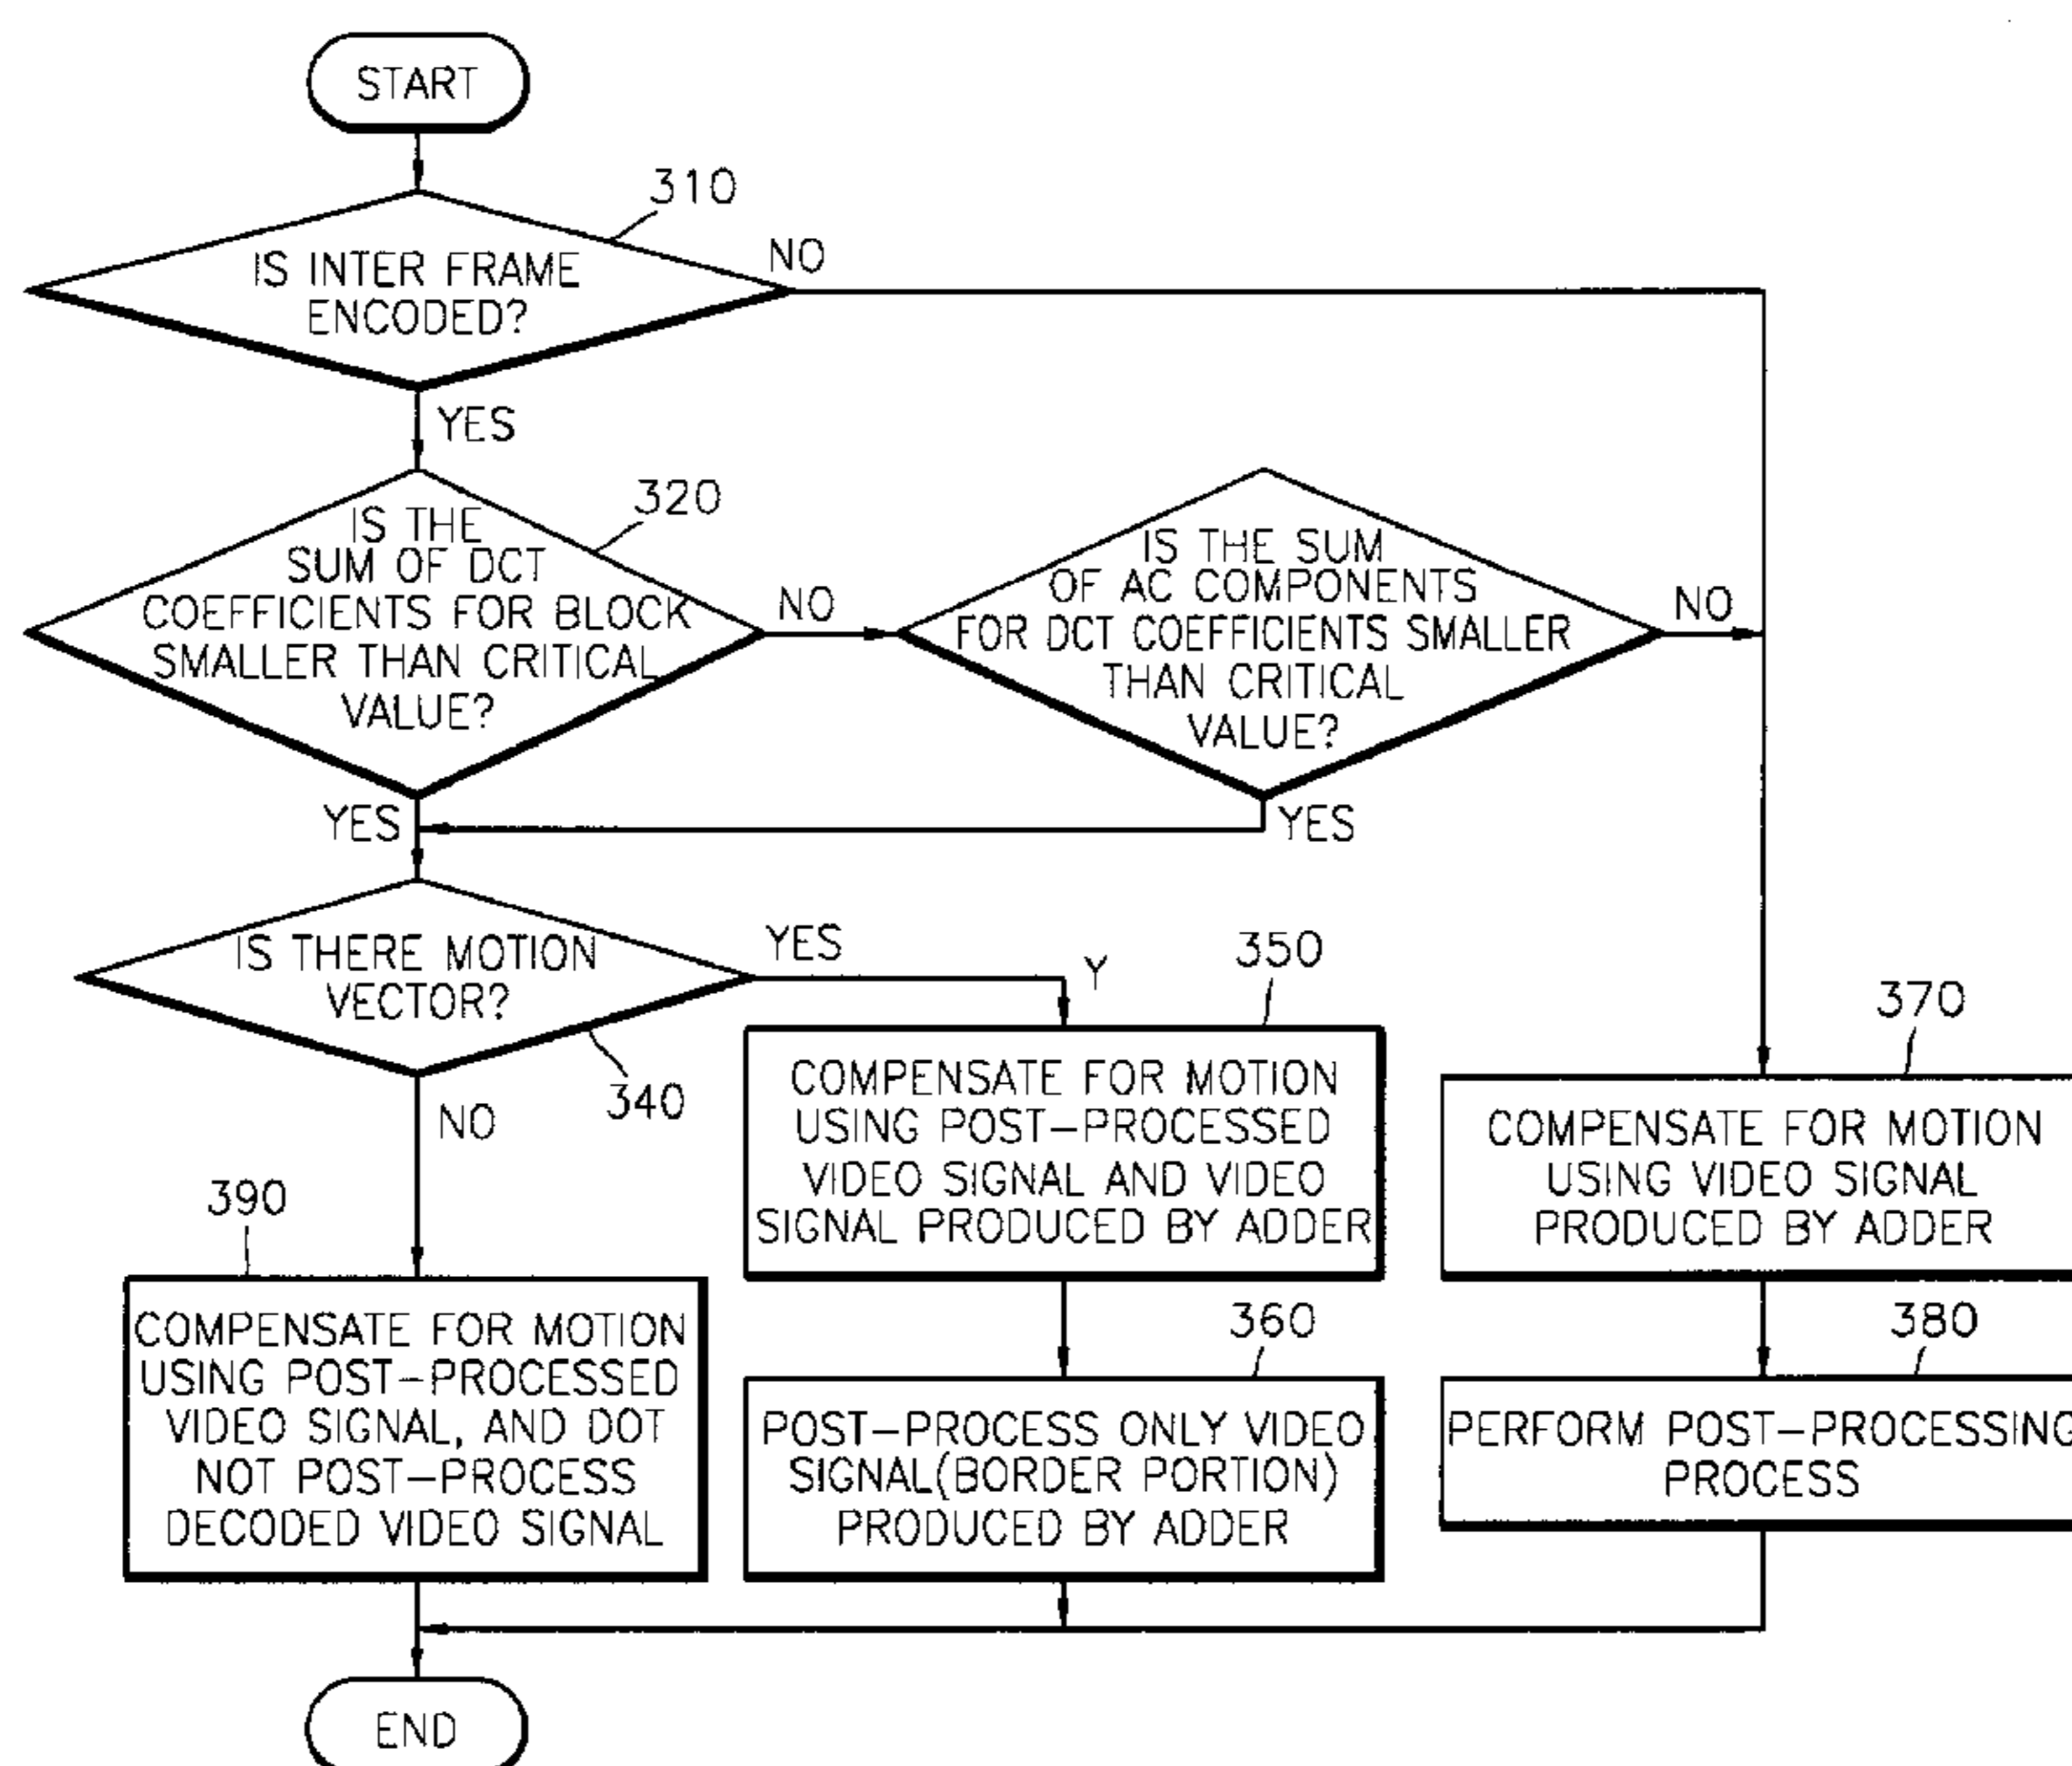 START
310
IS INTER FRAME
ENCODED?
NO
YES
320
IS THE
SUM OF DCT
COEFFICIENTS FOR BLOCK
SMALLER THAN CRITICAL
VALUE?
NO
IS THE SUM
OF AC COMPONENTS
FOR DCT COEFFICIENTS SMALLER
THAN CRITICAL
VALUE?
NO
YES
YES
IS THERE MOTION
VECTOR?
YES
Y
340
NO
350
COMPENSATE FOR MOTION
USING POST-PROCESSED
VIDEO SIGNAL AND VIDEO
SIGNAL PRODUCED BY ADDER
370
COMPENSATE FOR MOTION
USING VIDEO SIGNAL
PRODUCED BY ADDER
390
COMPENSATE FOR MOTION
USING POST-PROCESSED
VIDEO SIGNAL, AND DOT
NOT POST-PROCESS
DECODED VIDEO SIGNAL
360
POST-PROCESS ONLY VIDEO
SIGNAL(BORDER PORTION)
PRODUCED BY ADDER
380
PERFORM POST-PROCESSING
PROCESS
END